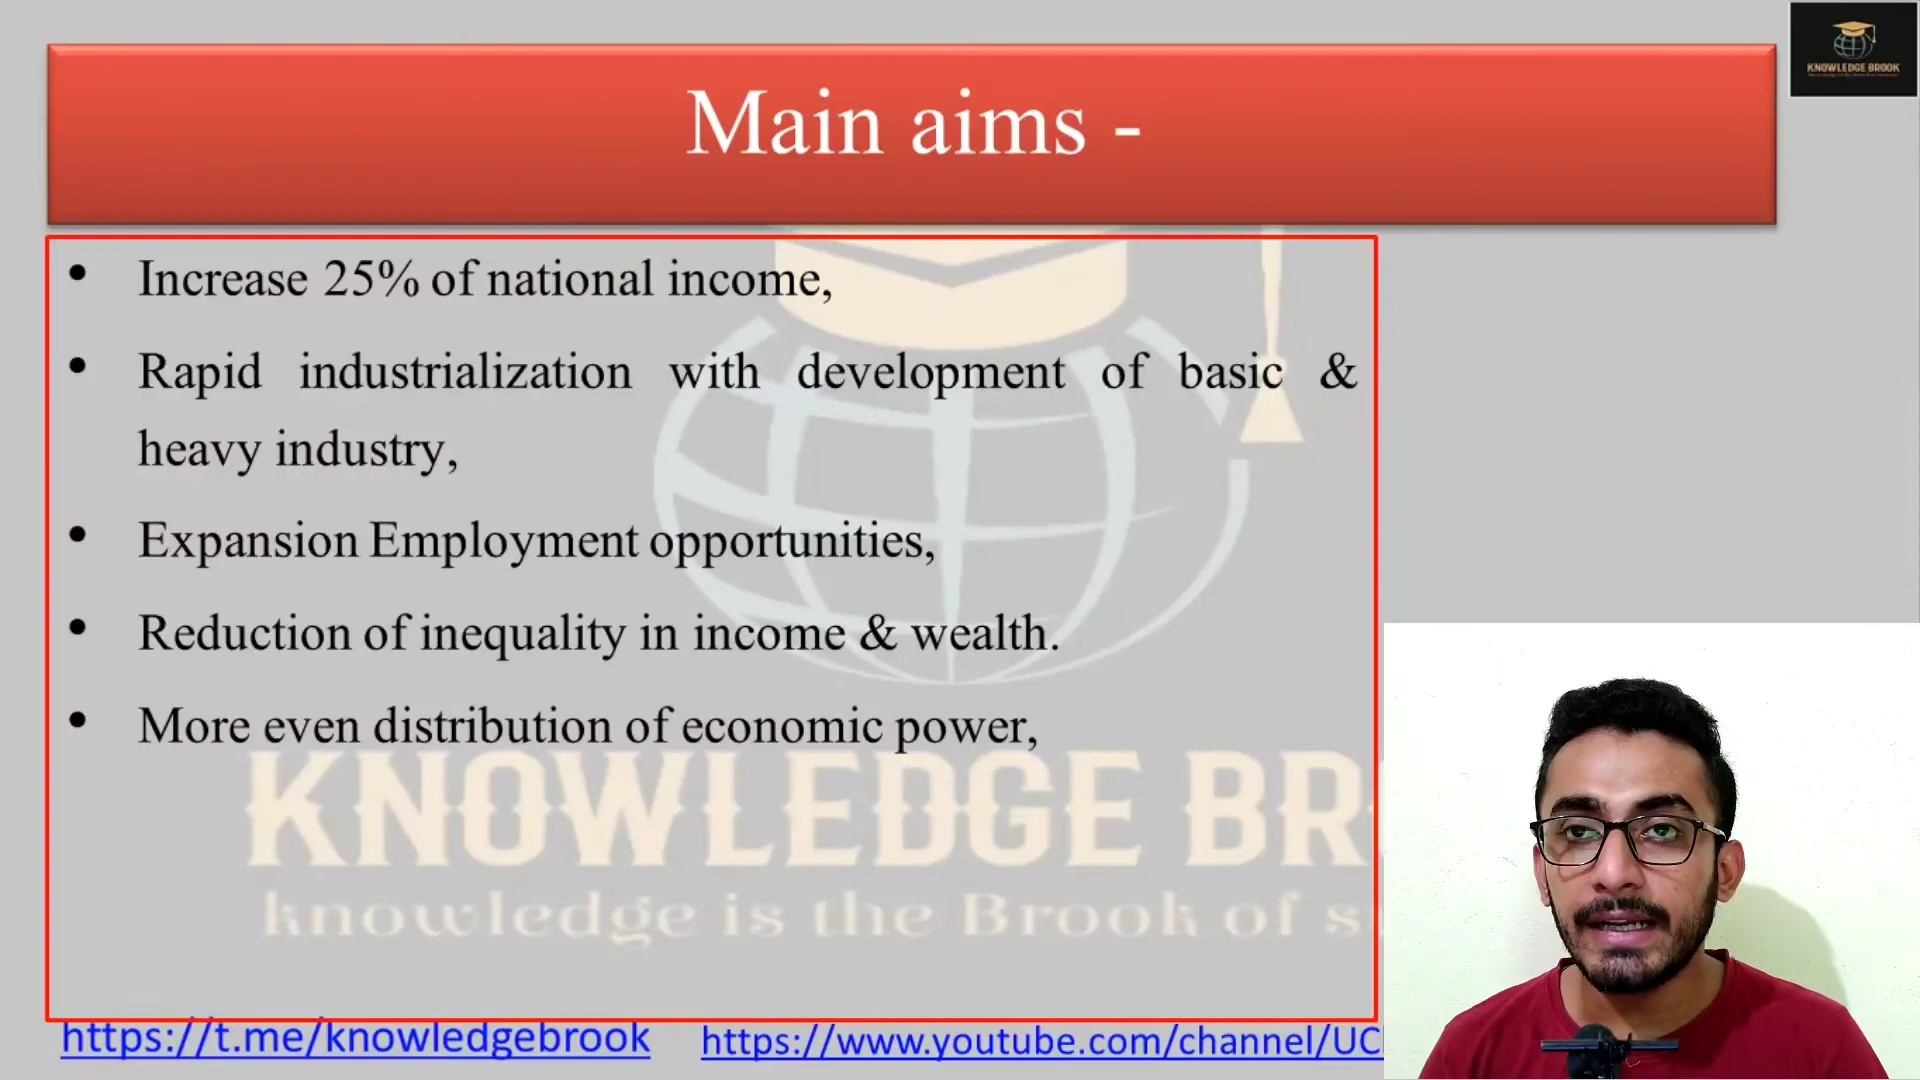 KNOWLEDGE BROOK
Main aims -
• Increase 25% of national income,
• Rapid industrialization with development of basic &
heavy industry,
• Expansion Employment opportunities,
• Reduction of inequality in income & wealth.
• More even distribution of economic power,
KNOWLEDGE BRO
knowledge is the Brook of s
https://t.me/knowledgebrook https://www.youtube.com/channel/UC